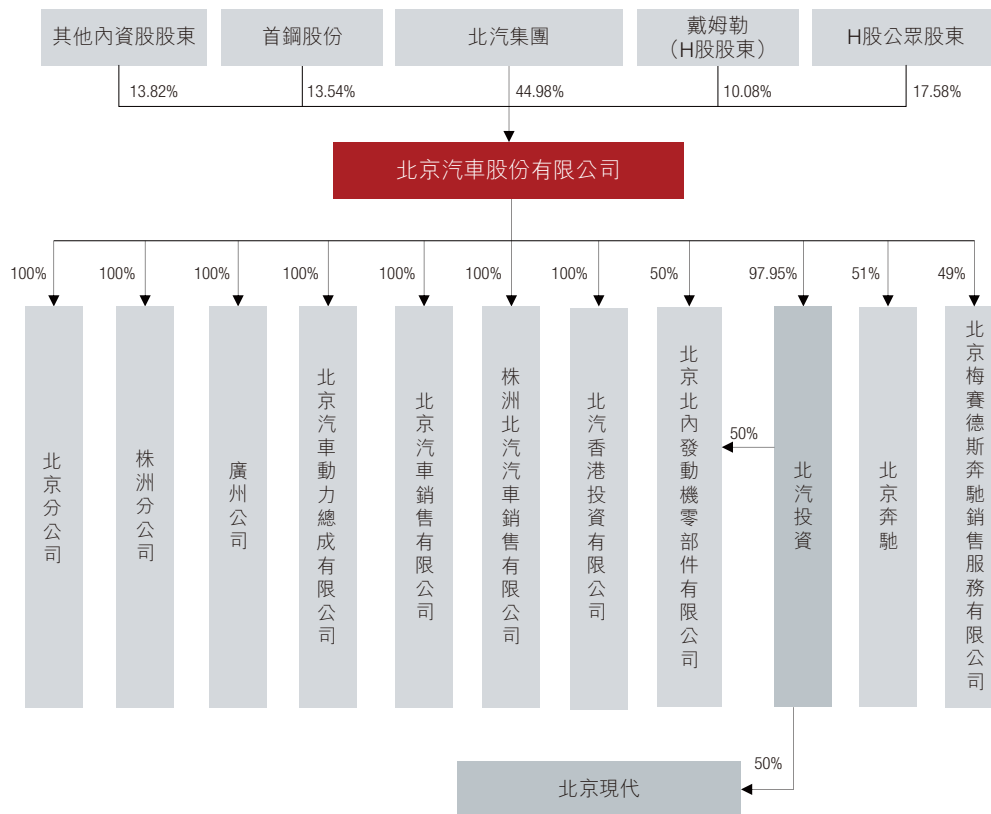 其他內資股股東
首鋼股份
北汽集團
戴姆勒
（H股股東）
H股公眾股東
13.82%
13.54%
44.98%
10.08%
17.58%
北京汽車股份有限公司
100%
100%
100%
100%
100%
100%
100%
50%
97.95%
51%
49%
北京分公司
株洲分公司
廣州公司
北京汽車動力總成有限公司
北京汽車銷售有限公司
株洲北汽汽車銷售有限公司
北汽香港投資有限公司
北京北內發動機零部件有限公司
50%
北汽投資
北京奔馳
北京梅賽德斯奔馳銷售服務有限公司
50%
北京現代